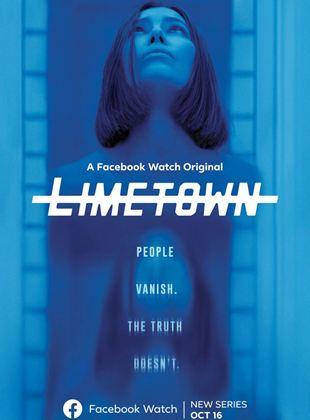 A Facebook Watch Original
LIMETOWN
PEOPLE
VANISH.
THE TRUTH
DOESN'T.
Facebook Watch
NEW SERIES
OCT 16